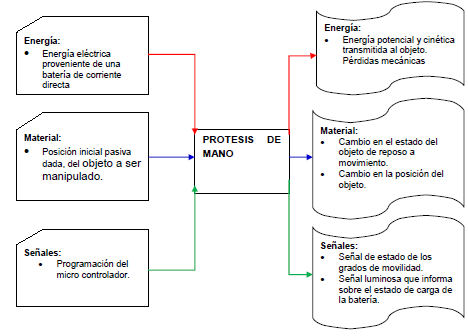 Energía:
• Energía eléctrica
proveniente de una
batería de corriente
directa
Material:
• Posición inicial pasiva
dada, del objeto a ser
manipulado.
Señales:
• Programación del
micro controlador.
PROTESIS DE
MANO
Energía:
• Energía potencial y cinética
transmitida al objeto.
Pérdidas mecánicas
Material:
• Cambio en el estado del
objeto de reposo a
movimiento.
• Cambio en la posición del
objeto.
Señales:
• Señal de estado de los
grados de movilidad.
• Señal luminosa que informa
sobre el estado de carga de
la batería.